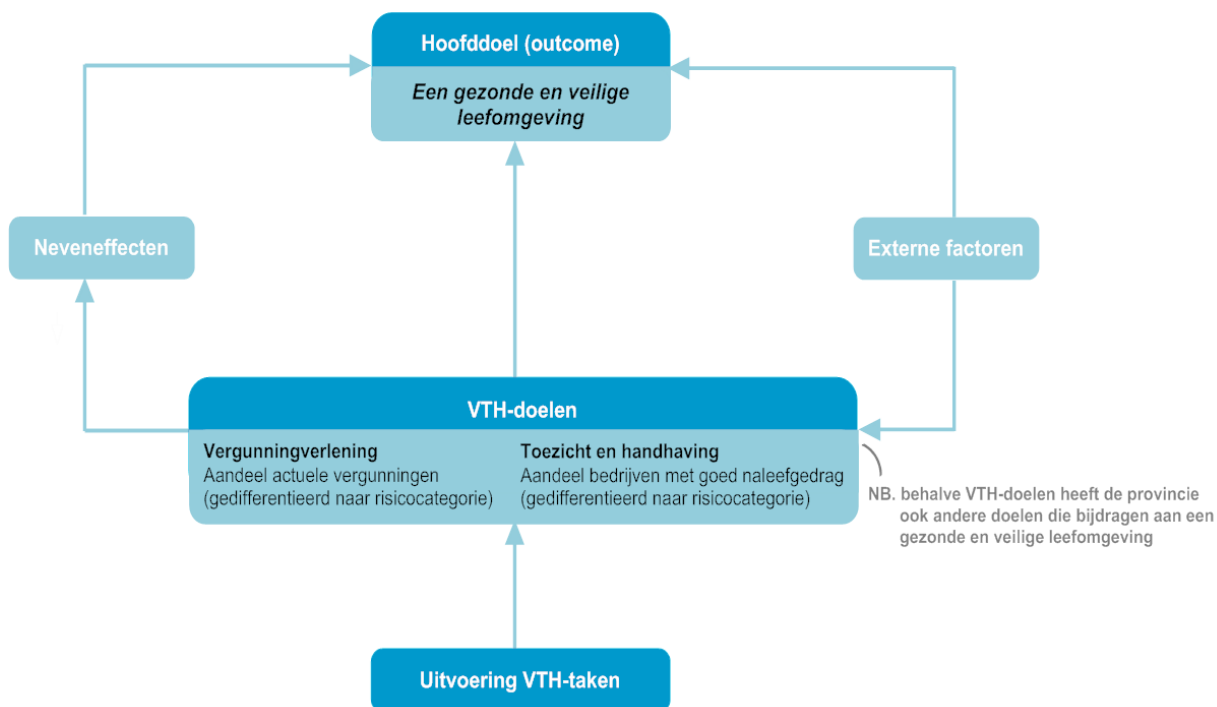 Hoofddoel (outcome)
Een gezonde en veilige
leefomgeving
Neveneffecten
Externe factoren
VTH-doelen
Vergunningverlening
Aandeel actuele vergunningen
(gedifferentieerd naar risicocategorie)
Toezicht en handhaving
Aandeel bedrijven met goed naleefgedrag
(gedifferentieerd naar risicocategorie)
NB. behalve VTH-doelen heeft de provincie
ook andere doelen die bijdragen aan een
gezonde en veilige leefomgeving
Uitvoering VTH-taken